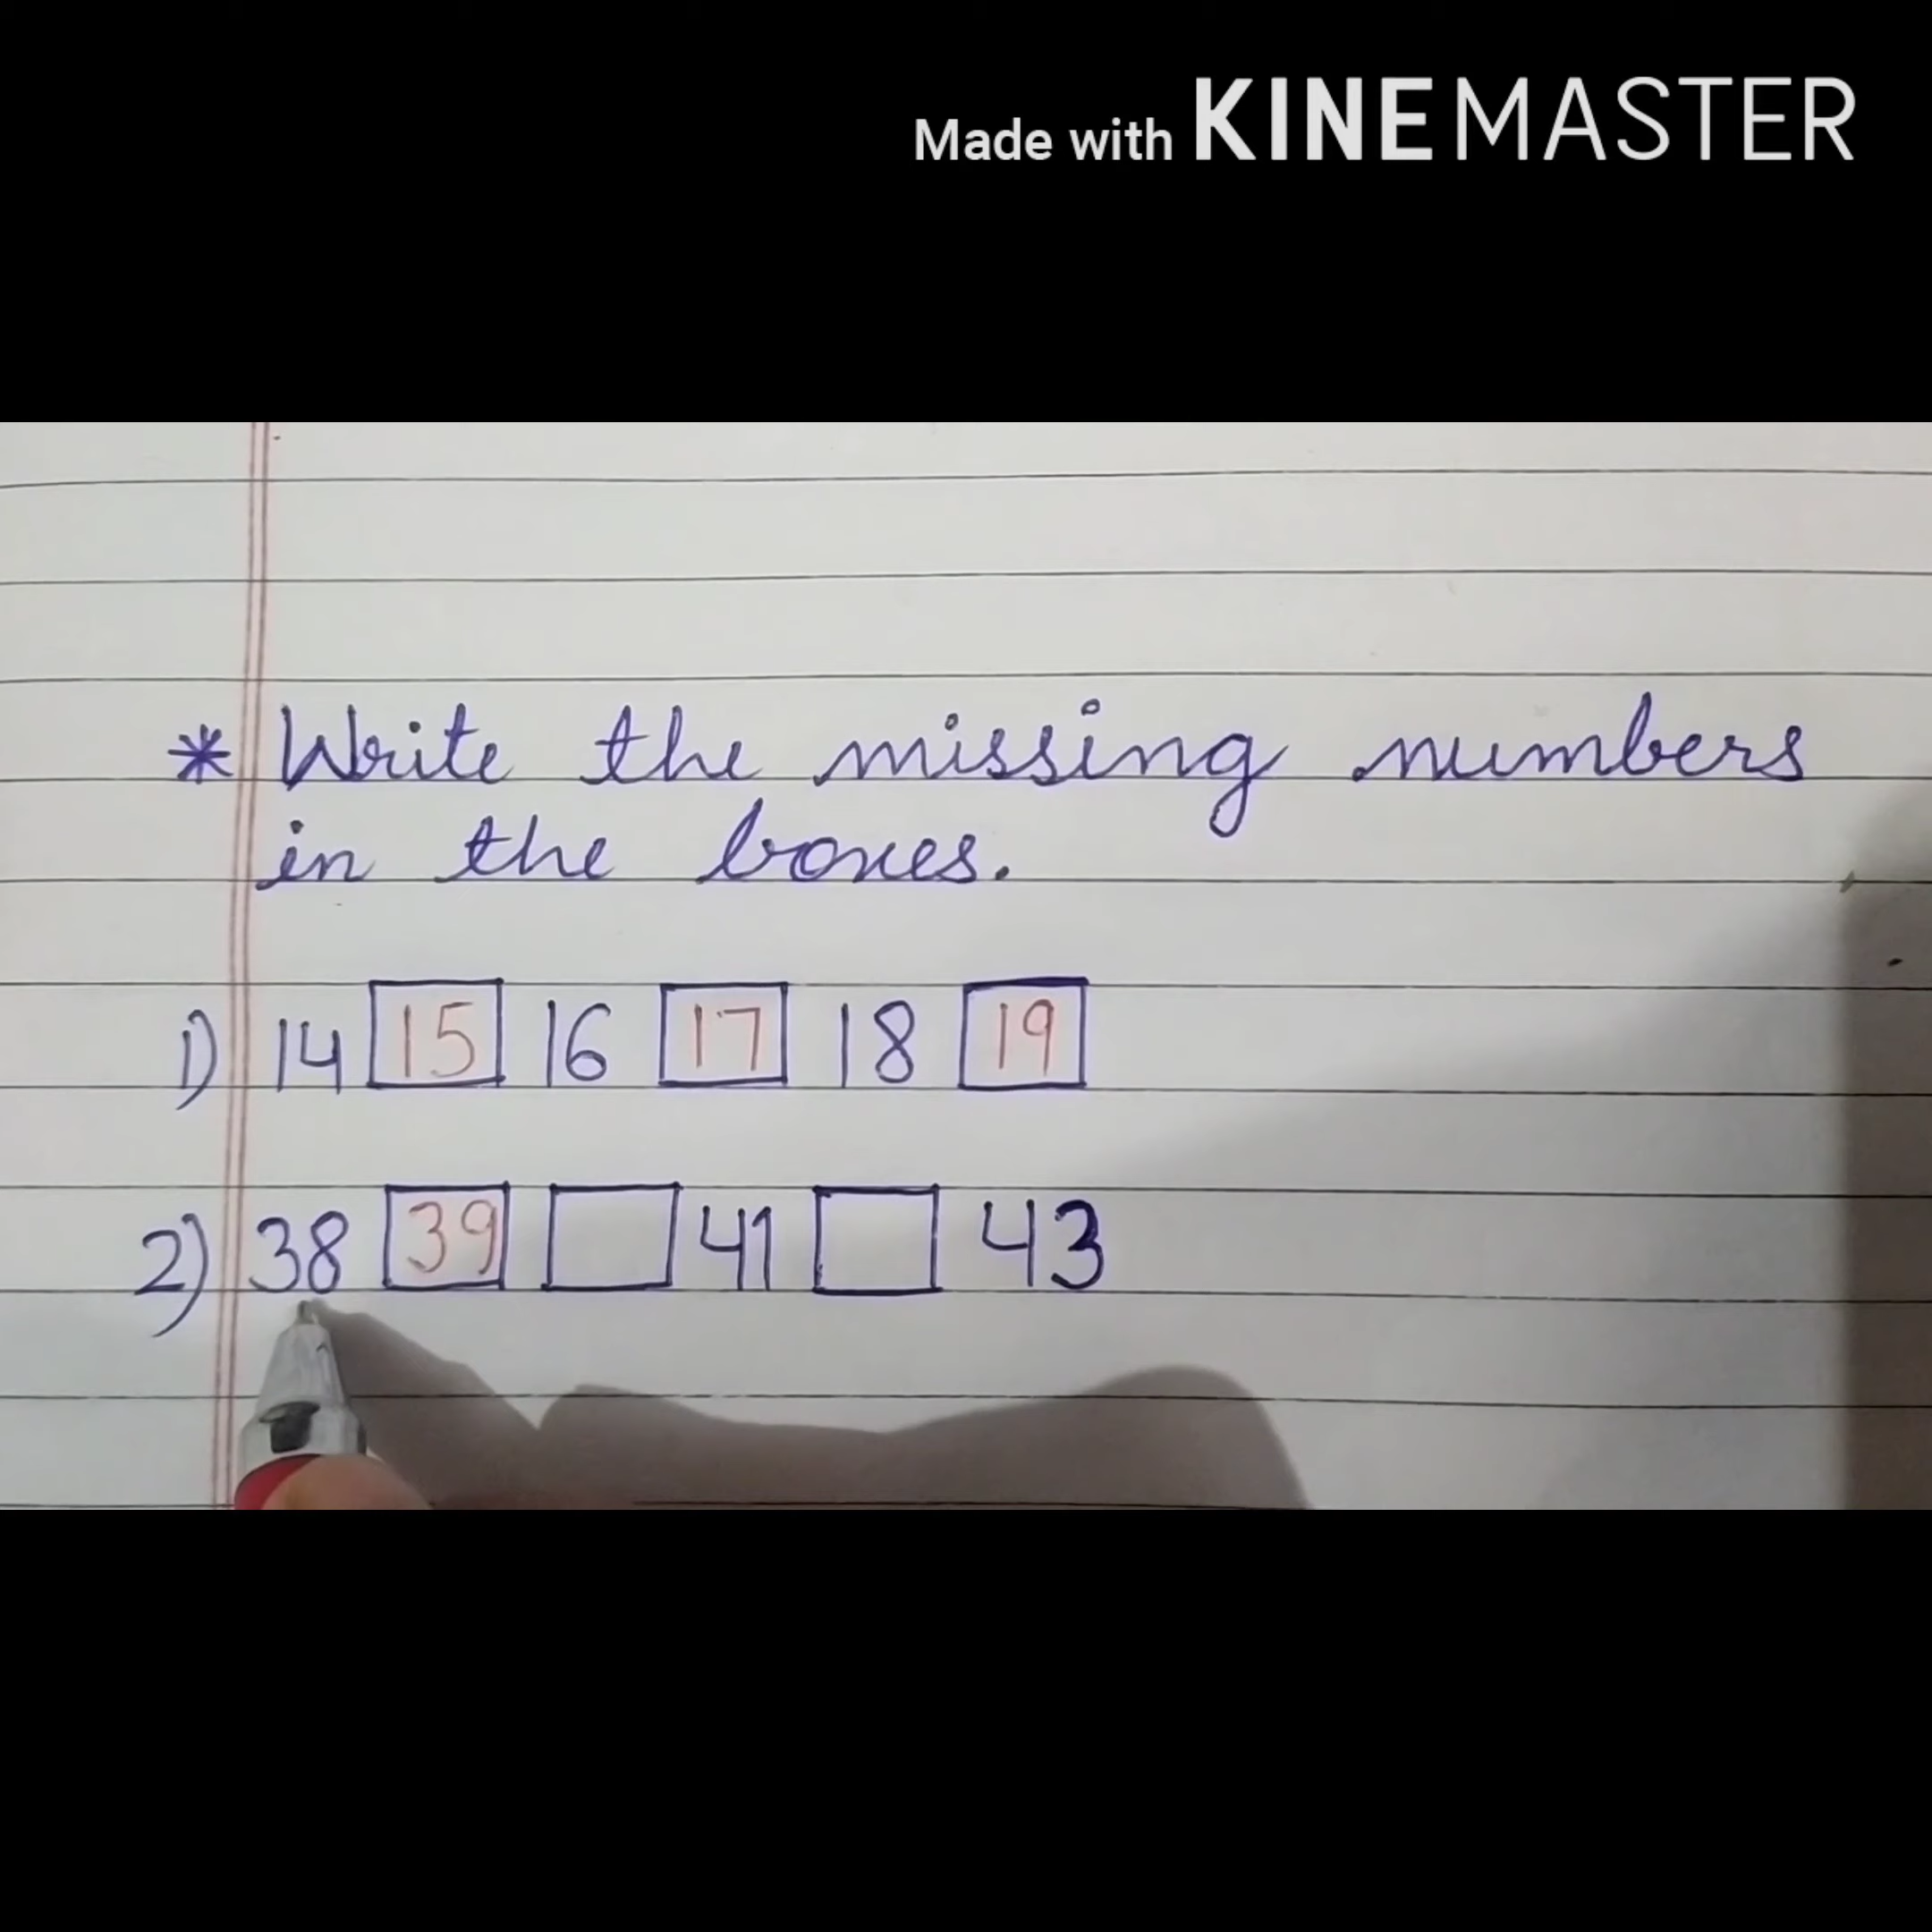 Made with KINEMASTER
* Write the missing numbers
in the boxes.
1) 14 15 16 17 18 19
2) 38 39 41 43